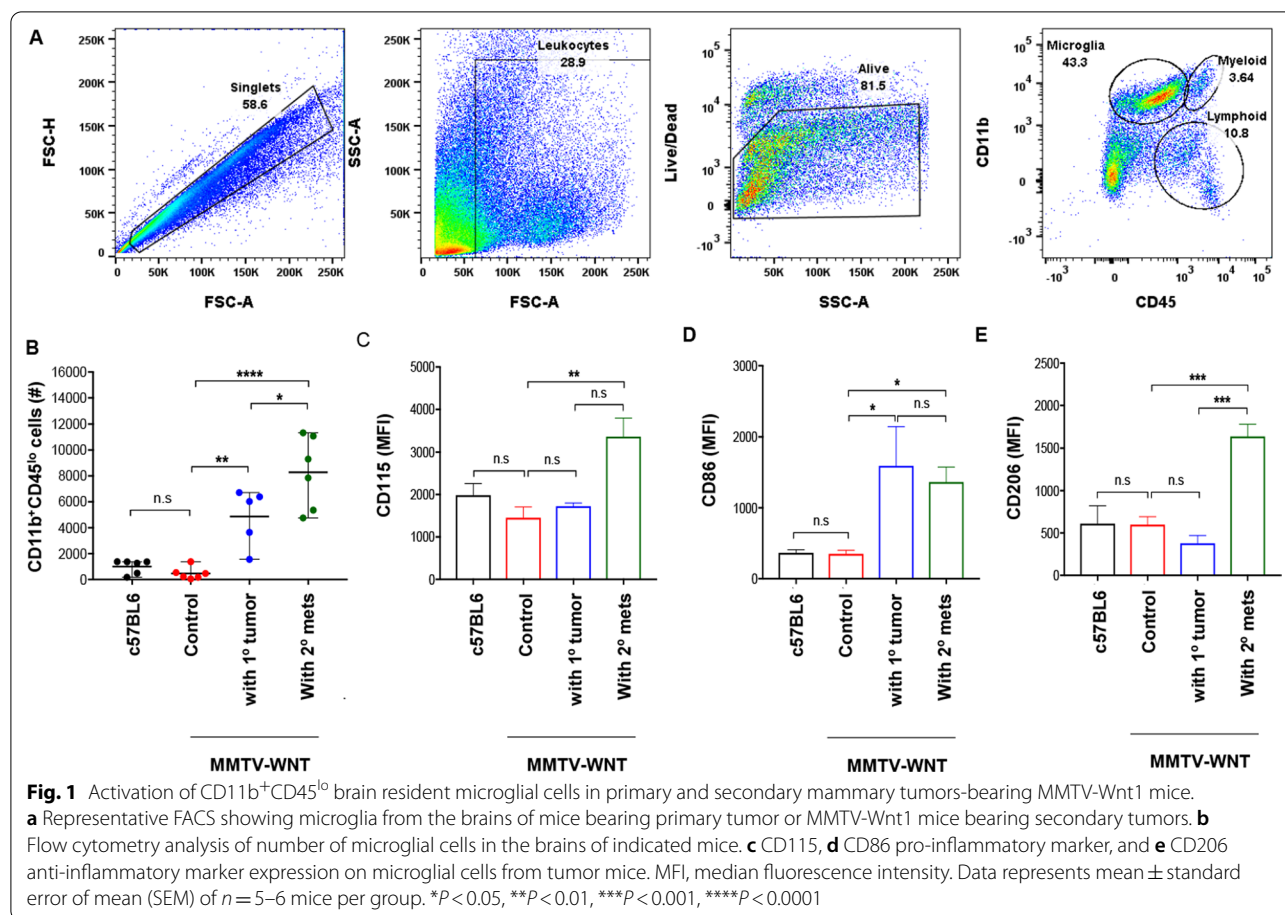 A
FSC-H
250K
200K
150K
100K
50K
0
Singlets
58.6
0 50K 100K 150K 200K 250K
FSC-A
SSC-A
250K
200K
150K
100K
50K
0
Leukocytes
28.9
0 50K 100K 150K 200K 250K
FSC-A
Live/Dead
10^5
10^4
10^3
0
-10^3
Alive
81.5
50K 100K 150K 200K 250K
SSC-A
CD11b
10^5
10^4
10^3
0
-10^3
Microglia
43.3
Myeloid
3.64
Lymphoid
10.8
-10^3 0 10^3 10^4 10^5
CD45
B
CD11b+CD45lo cells (#)
16000
14000
12000
10000
8000
6000
4000
2000
0
****
*
**
n.s
c57BL6
Control
with 1º tumor
With 2º mets
MMTV-WNT
C
CD115 (MFI)
5000
4000
3000
2000
1000
0
**
n.s
n.s
n.s
c57BL6
Control
with 1º tumor
With 2º mets
MMTV-WNT
D
CD86 (MFI)
3000
2000
1000
0
*
*
n.s
n.s
c57BL6
Control
with 1º tumor
With 2º mets
MMTV-WNT
E
CD206 (MFI)
2500
2000
1500
1000
500
0
***
***
n.s
n.s
c57BL6
Control
with 1º tumor
With 2º mets
MMTV-WNT
Fig. 1 Activation of CD11b+CD45lo brain resident microglial cells in primary and secondary mammary tumors-bearing MMTV-Wnt1 mice.
a Representative FACS showing microglia from the brains of mice bearing primary tumor or MMTV-Wnt1 mice bearing secondary tumors. b
Flow cytometry analysis of number of microglial cells in the brains of indicated mice. c CD115, d CD86 pro-inflammatory marker, and e CD206
anti-inflammatory marker expression on microglial cells from tumor mice. MFI, median fluorescence intensity. Data represents mean ± standard
error of mean (SEM) of n = 5–6 mice per group. *P < 0.05, **P < 0.01, ***P < 0.001, ****P < 0.0001